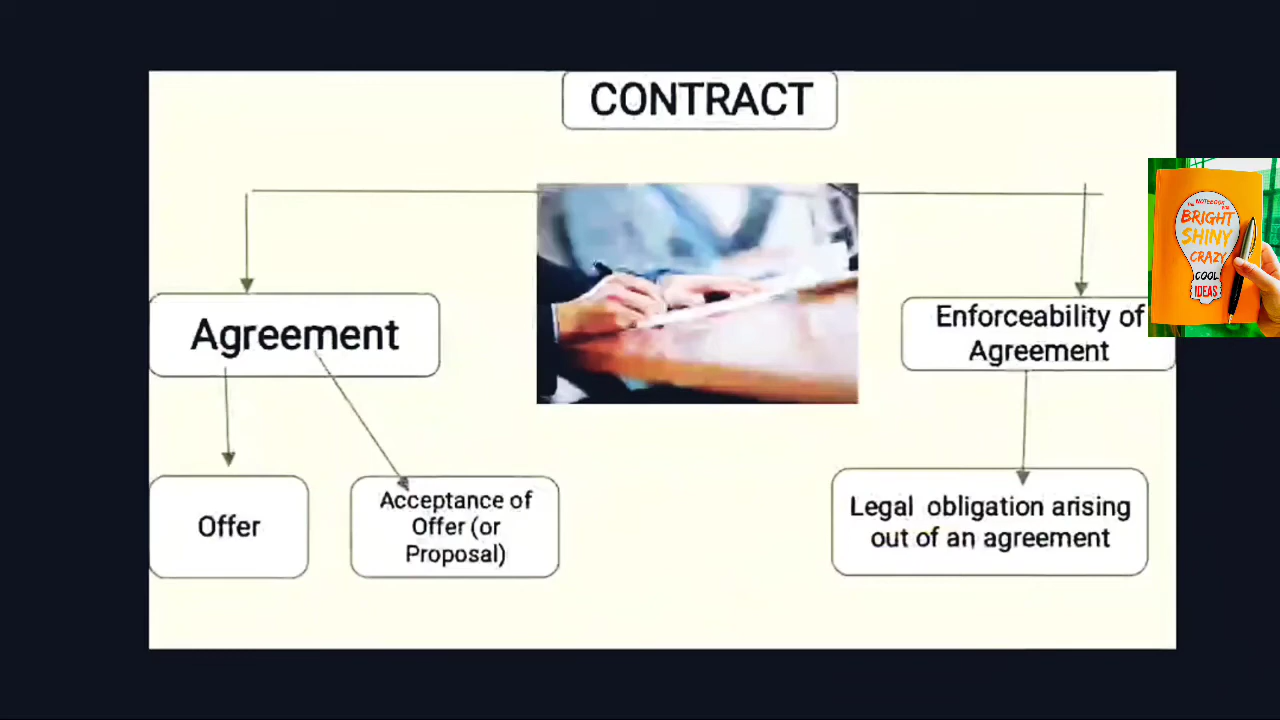 CONTRACT
Agreement
Enforceability of
Agreement
Offer
Acceptance of
Offer (or
Proposal)
Legal obligation arising
out of an agreement
BRIGHT
SHINY
CRAZY
COOL
IDEAS